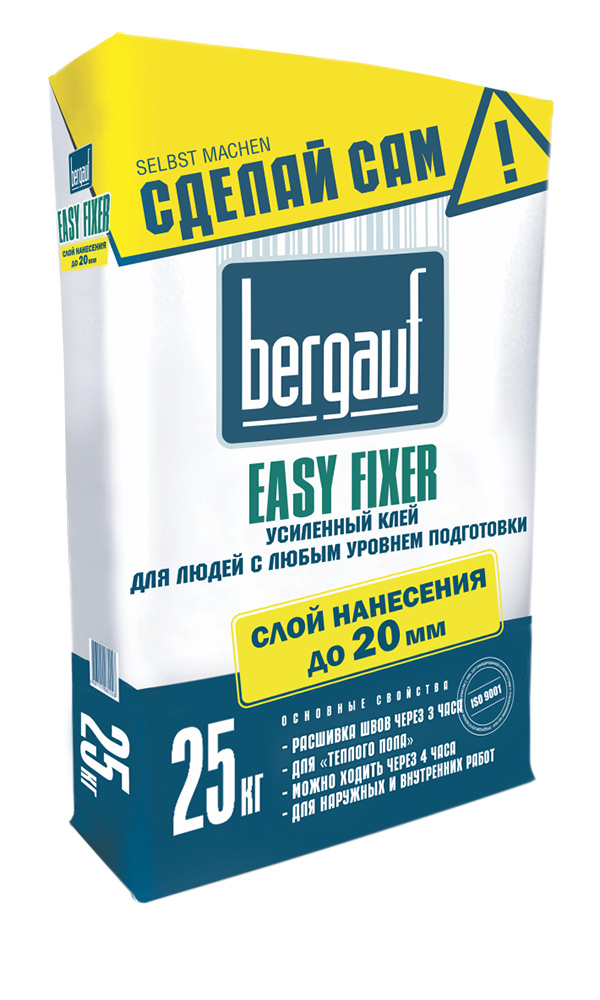 SELBST MACHEN
СДЕЛАЙ САМ
!
bergauf
EASY FIXER
УСИЛЕННЫЙ КЛЕЙ
ДЛЯ ЛЮДЕЙ С ЛЮБЫМ УРОВНЕМ ПОДГОТОВКИ
СЛОЙ НАНЕСЕНИЯ
ДО 20 ММ
ОСНОВНЫЕ СВОЙСТВА
- РАСШИВКА ШВОВ ЧЕРЕЗ 3 ЧАСА
- ДЛЯ «ТЕПЛОГО ПОЛА»
- МОЖНО ХОДИТЬ ЧЕРЕЗ 4 ЧАСА
- ДЛЯ НАРУЖНЫХ И ВНУТРЕННИХ РАБОТ
25 КГ
ISO 9001
bergauf
EASY FIXER
СЛОЙ НАНЕСЕНИЯ
ДО 20 ММ
25 КГ